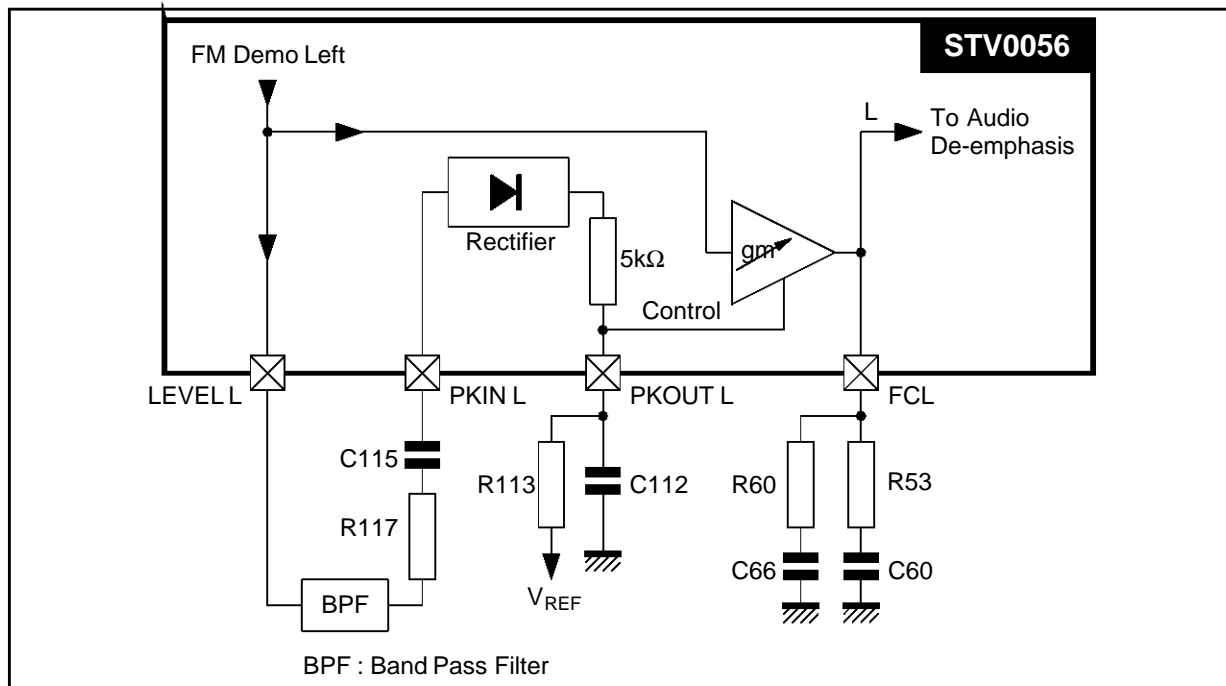 STV0056
FM Demo Left
L
To Audio
De-emphasis
Rectifier
5kΩ
gm
Control
LEVEL L
PKIN L
PKOUT L
FCL
C115
R113
C112
R60
R53
R117
C66
C60
BPF
VREF
BPF : Band Pass Filter